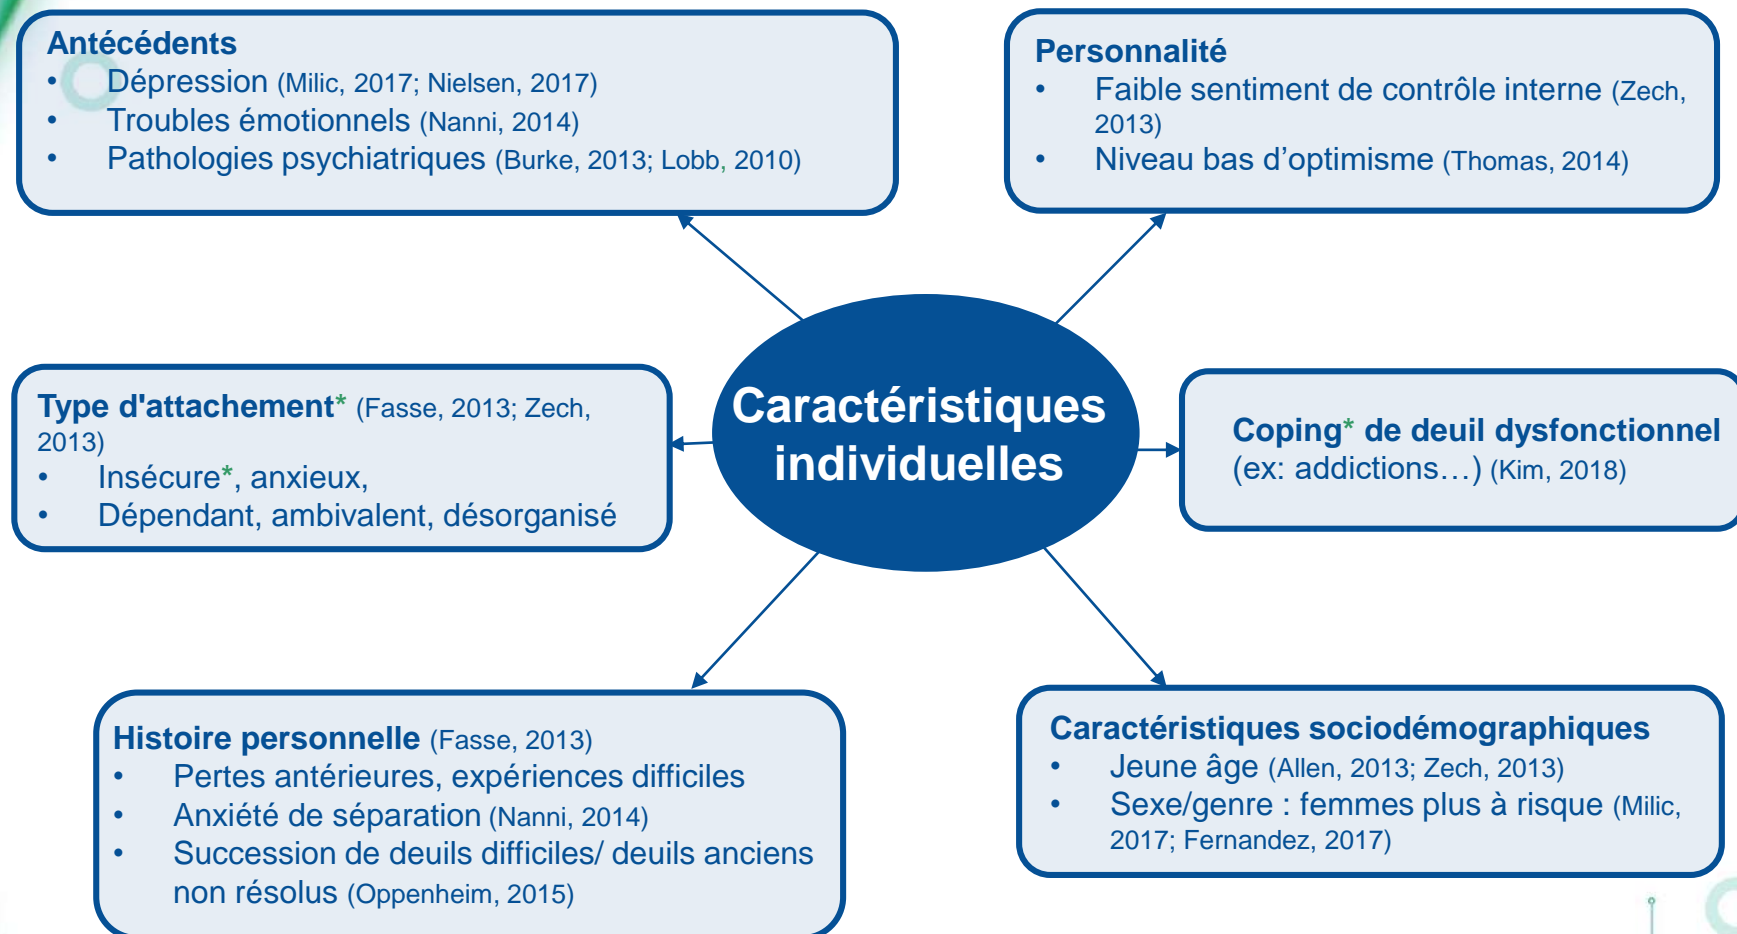 Antécédents
• Dépression (Milic, 2017; Nielsen, 2017)
• Troubles émotionnels (Nanni, 2014)
• Pathologies psychiatriques (Burke, 2013; Lobb, 2010)
Personnalité
• Faible sentiment de contrôle interne (Zech,
2013)
• Niveau bas d'optimisme (Thomas, 2014)
Type d'attachement* (Fasse, 2013; Zech,
2013)
• Insécure*, anxieux,
• Dépendant, ambivalent, désorganisé
Caractéristiques
individuelles
Coping* de deuil dysfonctionnel
(ex: addictions…) (Kim, 2018)
Histoire personnelle (Fasse, 2013)
• Pertes antérieures, expériences difficiles
• Anxiété de séparation (Nanni, 2014)
• Succession de deuils difficiles/ deuils anciens
non résolus (Oppenheim, 2015)
Caractéristiques sociodémographiques
• Jeune âge (Allen, 2013; Zech, 2013)
• Sexe/genre : femmes plus à risque (Milic,
2017; Fernandez, 2017)